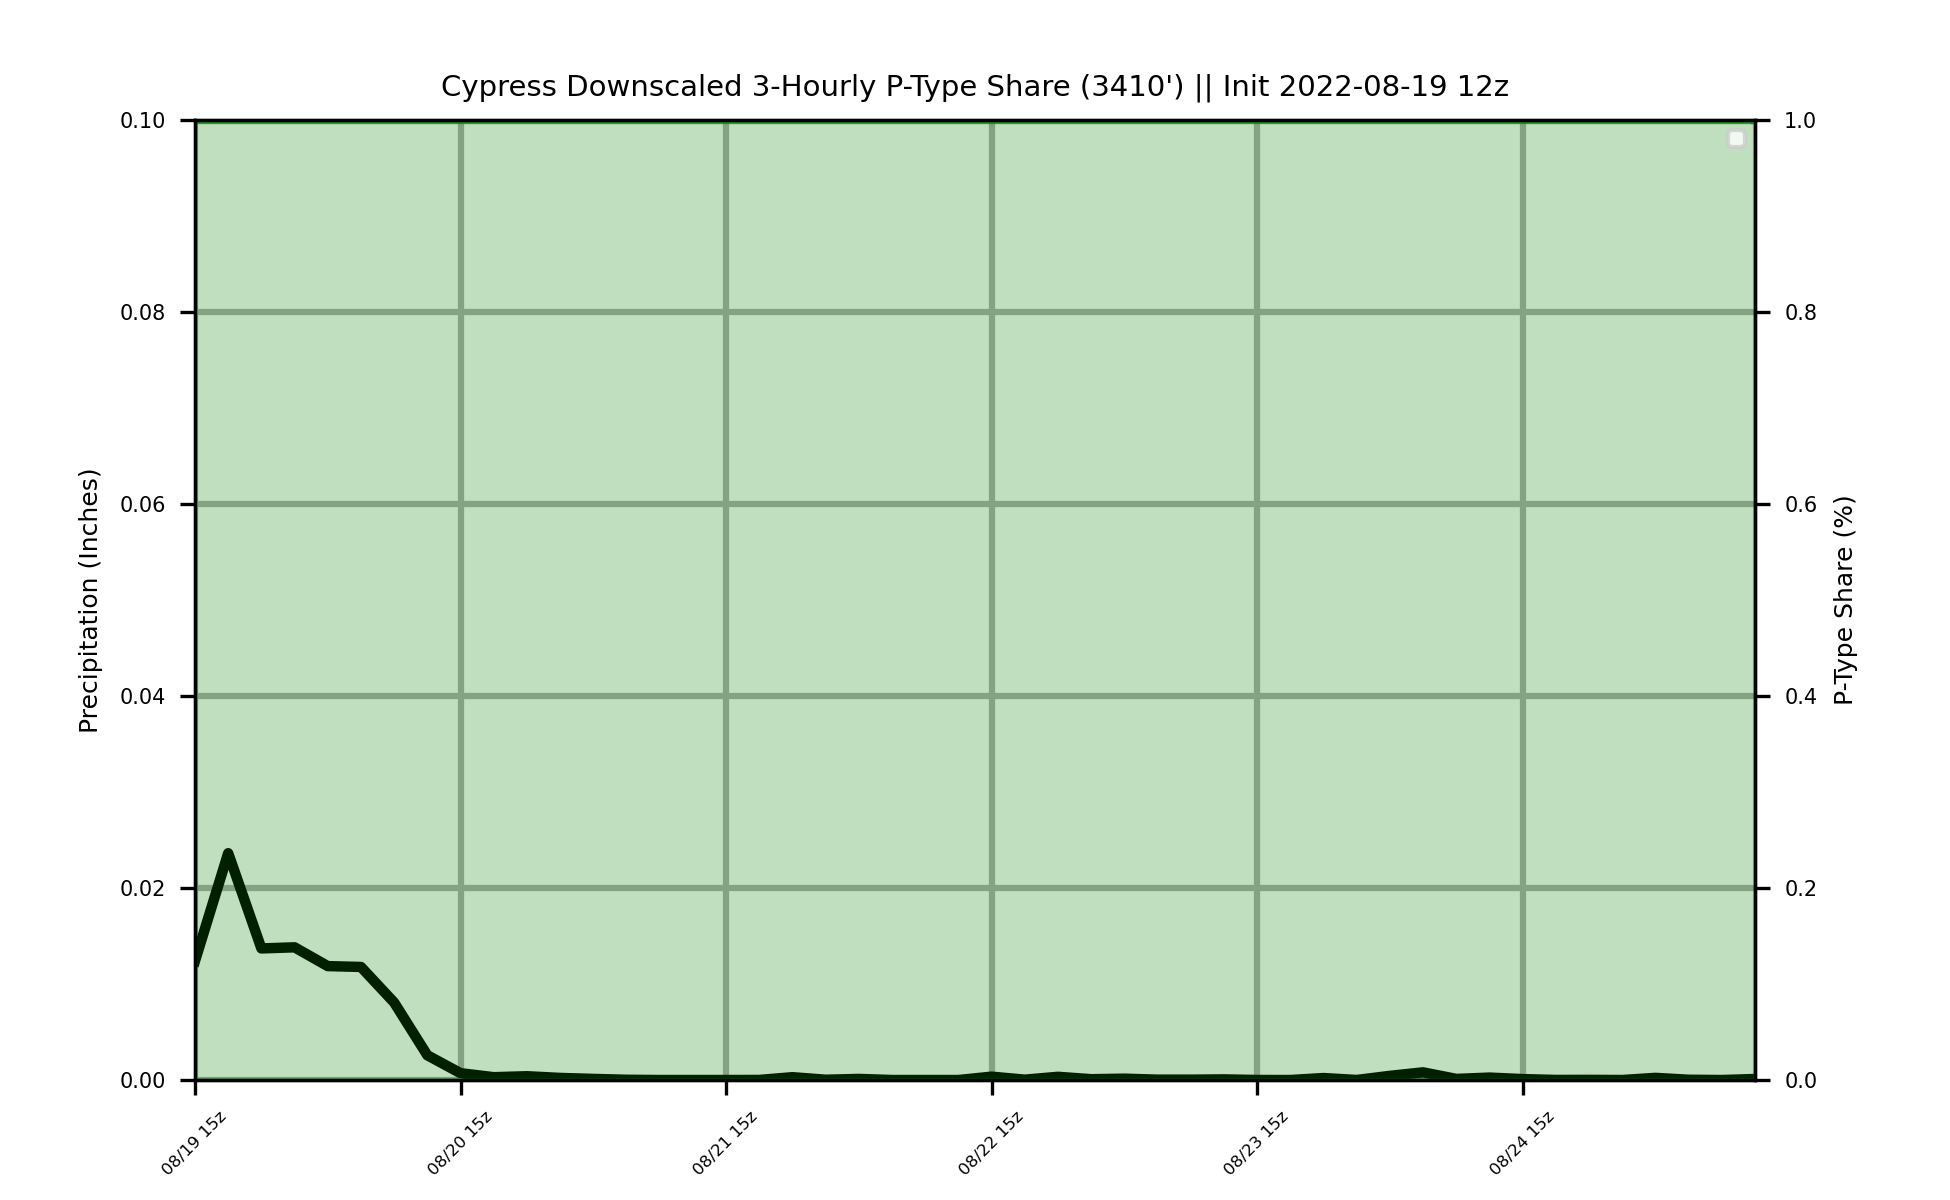 Cypress Downscaled 3-Hourly P-Type Share (3410') || Init 2022-08-19 12z
0.10
0.08
0.06
0.04
0.02
0.00
Precipitation (Inches)
1.0
0.8
0.6
0.4
0.2
0.0
P-Type Share (%)
08/19 15z
08/20 15z
08/21 15z
08/22 15z
08/23 15z
08/24 15z